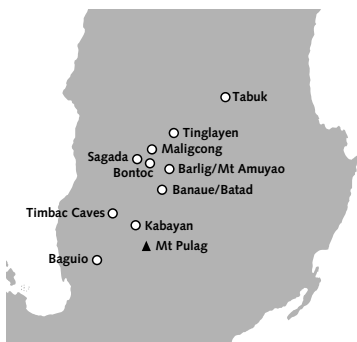 Tabuk
Tinglayen
Maligcong
Sagada
Bontoc
Barlig/Mt Amuyao
Banaue/Batad
Timbac Caves
Kabayan
Mt Pulag
Baguio